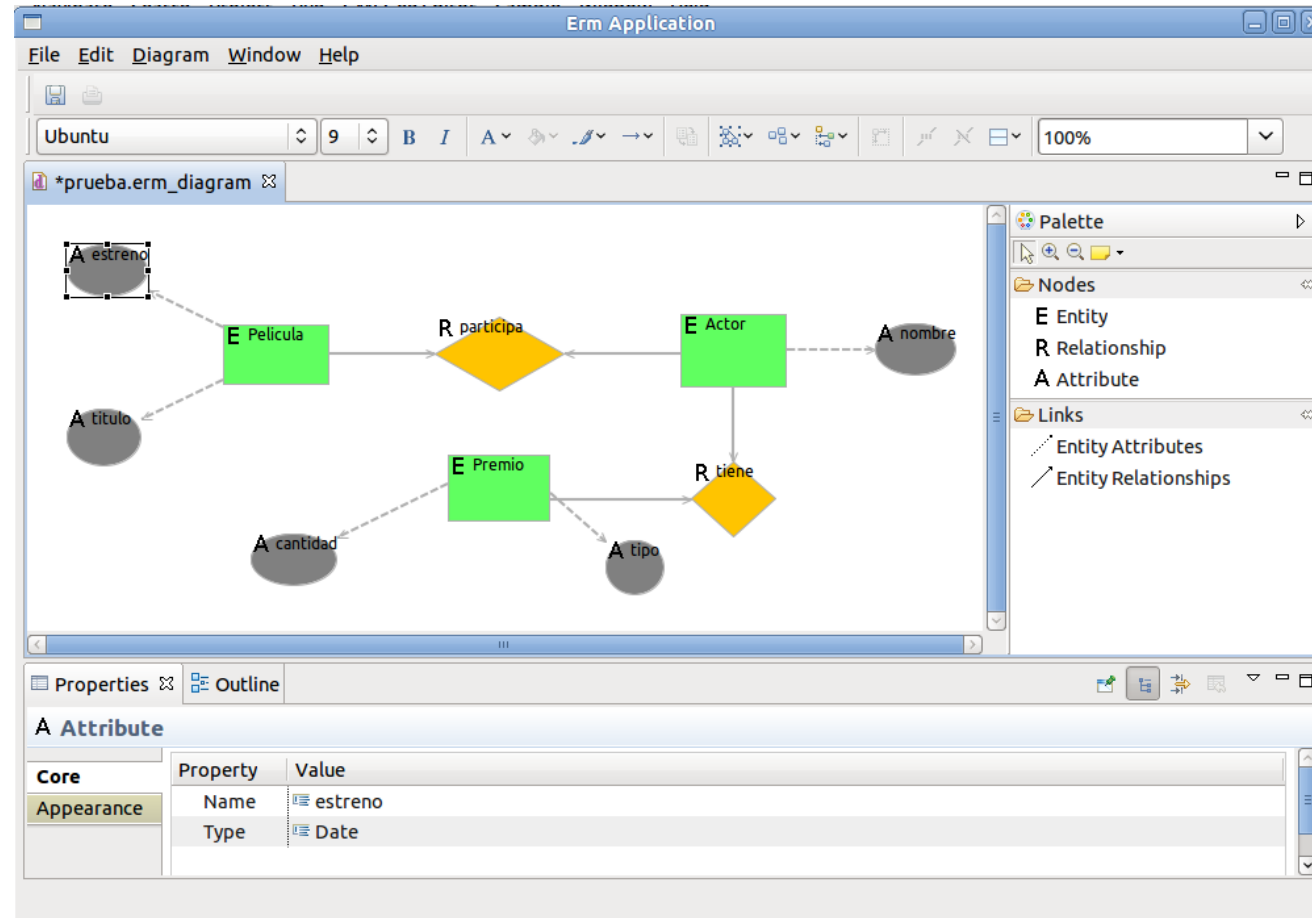 Erm Application
File Edit Diagram Window Help
Ubuntu 9 B I A 100%
*prueba.erm_diagram
Palette
Nodes
E Entity
R Relationship
A Attribute
Links
Entity Attributes
Entity Relationships
A estreno
E Pelicula
R participa
E Actor
A nombre
A titulo
E Premio
R tiene
A cantidad
A tipo
Properties Outline
A Attribute
Core
Appearance
Property Value
Name estreno
Type Date